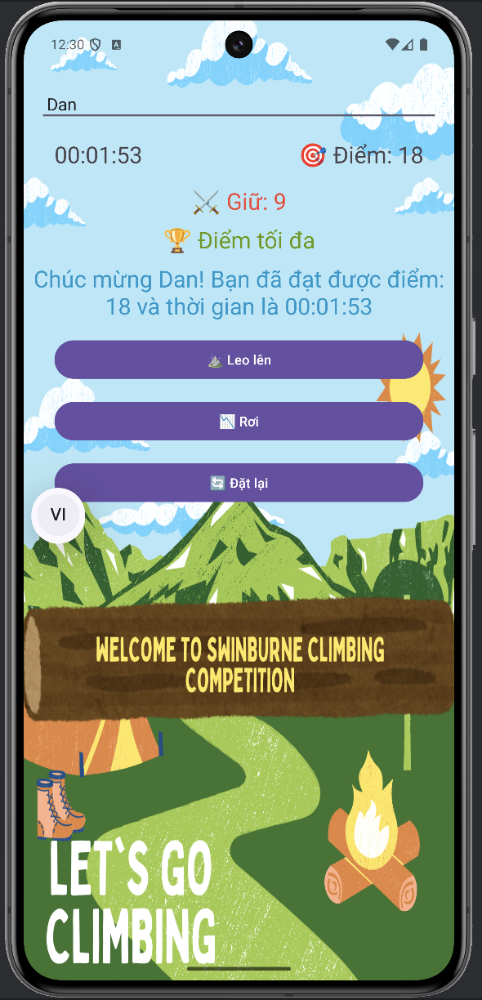 12:30
A
Dan
00:01:53
🎯 Điểm: 18
⚔️ Giữ: 9
🏆 Điểm tối đa
Chúc mừng Dan! Bạn đã đạt được điểm:
18 và thời gian là 00:01:53
⛰️ Leo lên
📉 Rơi
🔄 Đặt lại
VI
WELCOME TO SWINBURNE CLIMBING
COMPETITION
LET`S GO
CLIMBING